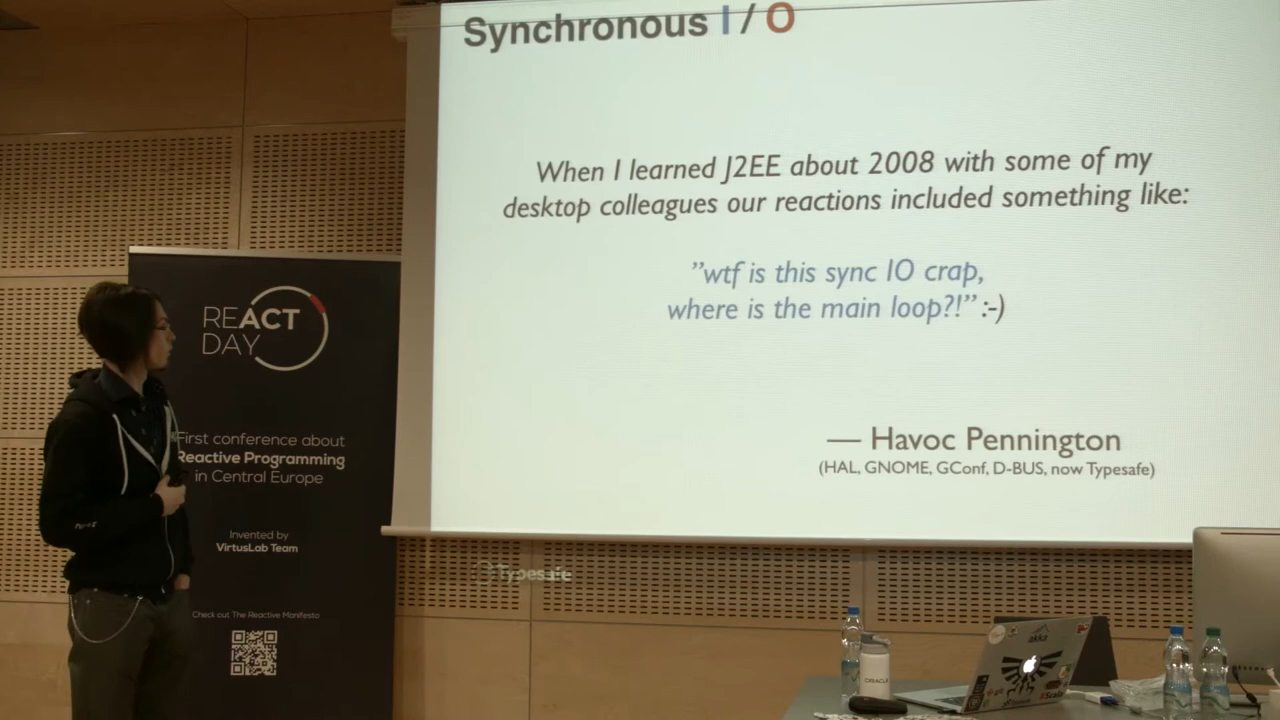 Synchronous I / O
When I learned J2EE about 2008 with some of my
desktop colleagues our reactions included something like:
”wtf is this sync IO crap,
where is the main loop?!” :-)
— Havoc Pennington
(HAL, GNOME, GConf, D-BUS, now Typesafe)
Typesafe
REACT
DAY
First conference about
Reactive Programming
in Central Europe
Invented by
VirtusLab Team
Check out The Reactive Manifesto
ORACLE
akka
git
Scala